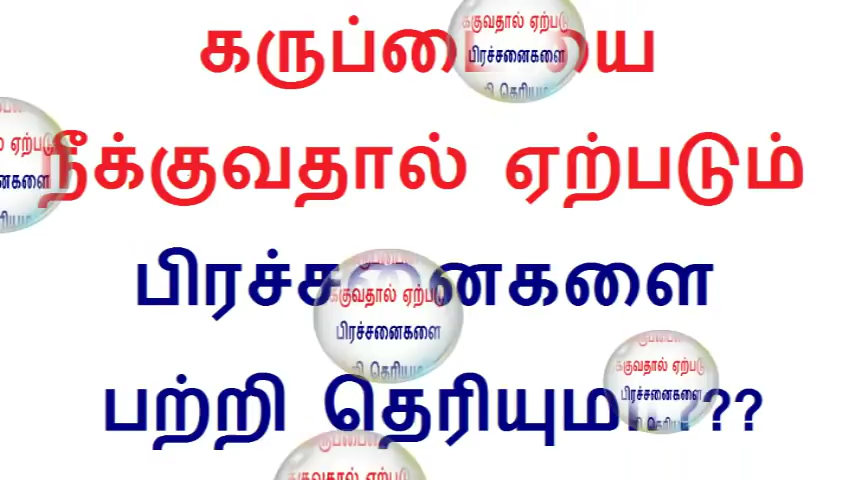 கருப்பையை
நீக்குவதால் ஏற்படும்
பிரச்சனைகளை
பற்றி தெரியுமா???